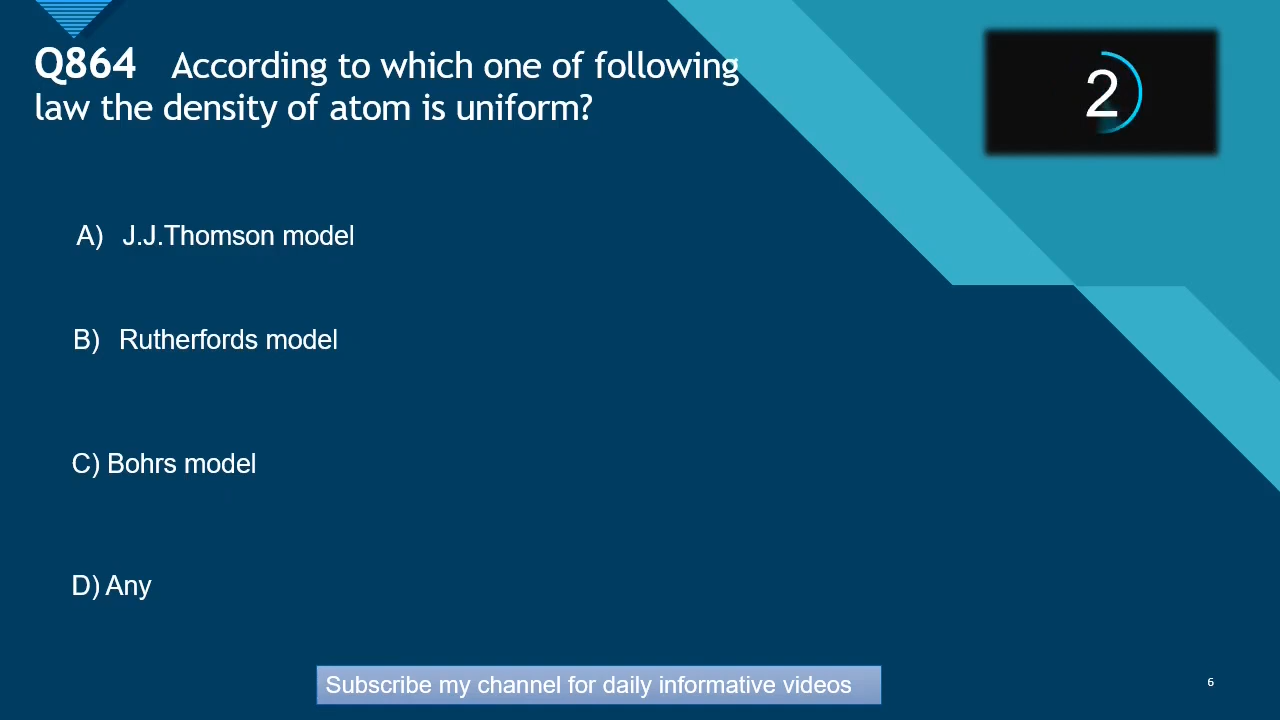 Q864 According to which one of following
law the density of atom is uniform?
2
A) J.J.Thomson model
B) Rutherfords model
C) Bohrs model
D) Any
Subscribe my channel for daily informative videos
6